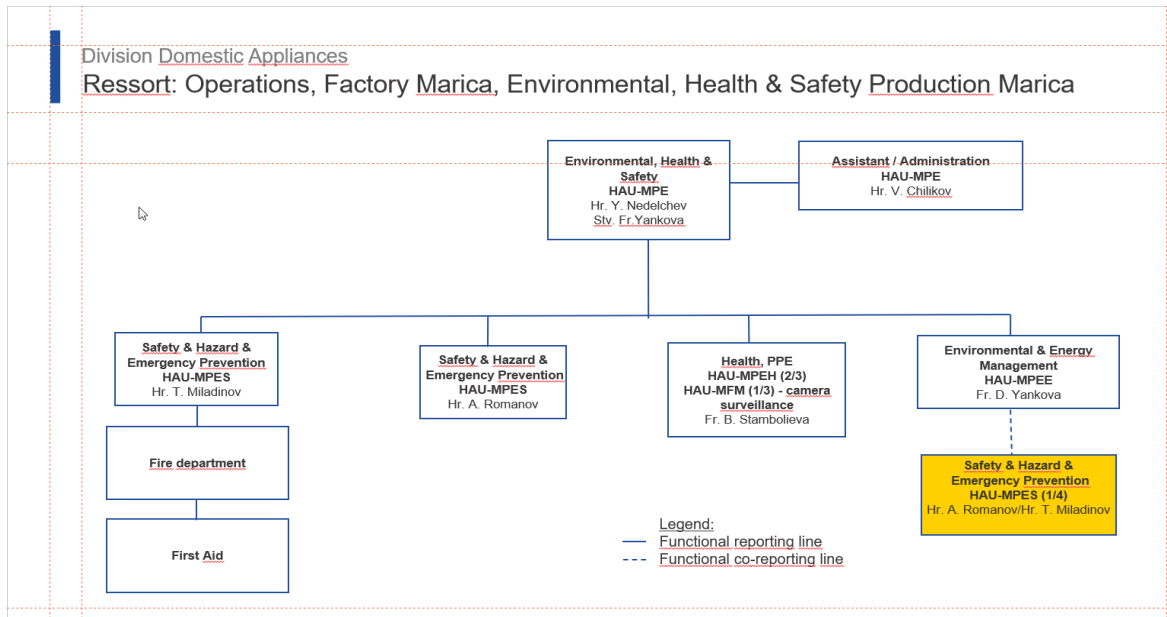 Division Domestic Appliances
Ressort: Operations, Factory Marica, Environmental, Health & Safety Production Marica
Environmental, Health &
Safety
HAU-MPE
Hr. Y. Nedelchev
Stv. Fr.Yankova
Assistant / Administration
HAU-MPE
Hr. V. Chilikov
Safety & Hazard &
Emergency Prevention
HAU-MPES
Hr. T. Miladinov
Safety & Hazard &
Emergency Prevention
HAU-MPES
Hr. A. Romanov
Health, PPE
HAU-MPEH (2/3)
HAU-MFM (1/3) - camera
surveillance
Fr. B. Stambolieva
Environmental & Energy
Management
HAU-MPEE
Fr. D. Yankova
Fire department
First Aid
Safety & Hazard &
Emergency Prevention
HAU-MPES (1/4)
Hr. A. Romanov/Hr. T. Miladinov
Legend:
Functional reporting line
Functional co-reporting line